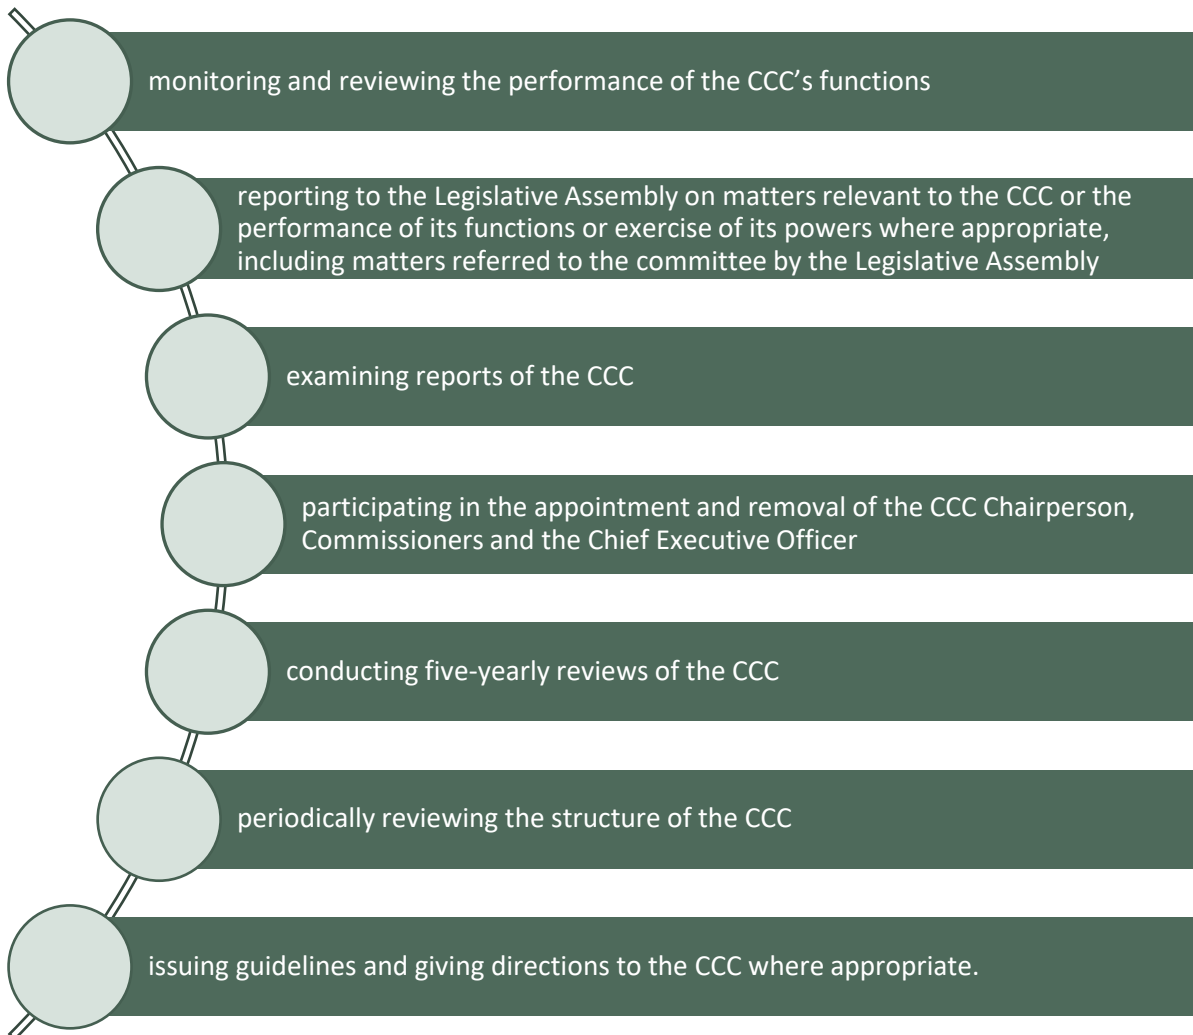 monitoring and reviewing the performance of the CCC’s functions
reporting to the Legislative Assembly on matters relevant to the CCC or the
performance of its functions or exercise of its powers where appropriate,
including matters referred to the committee by the Legislative Assembly
examining reports of the CCC
participating in the appointment and removal of the CCC Chairperson,
Commissioners and the Chief Executive Officer
conducting five-yearly reviews of the CCC
periodically reviewing the structure of the CCC
issuing guidelines and giving directions to the CCC where appropriate.